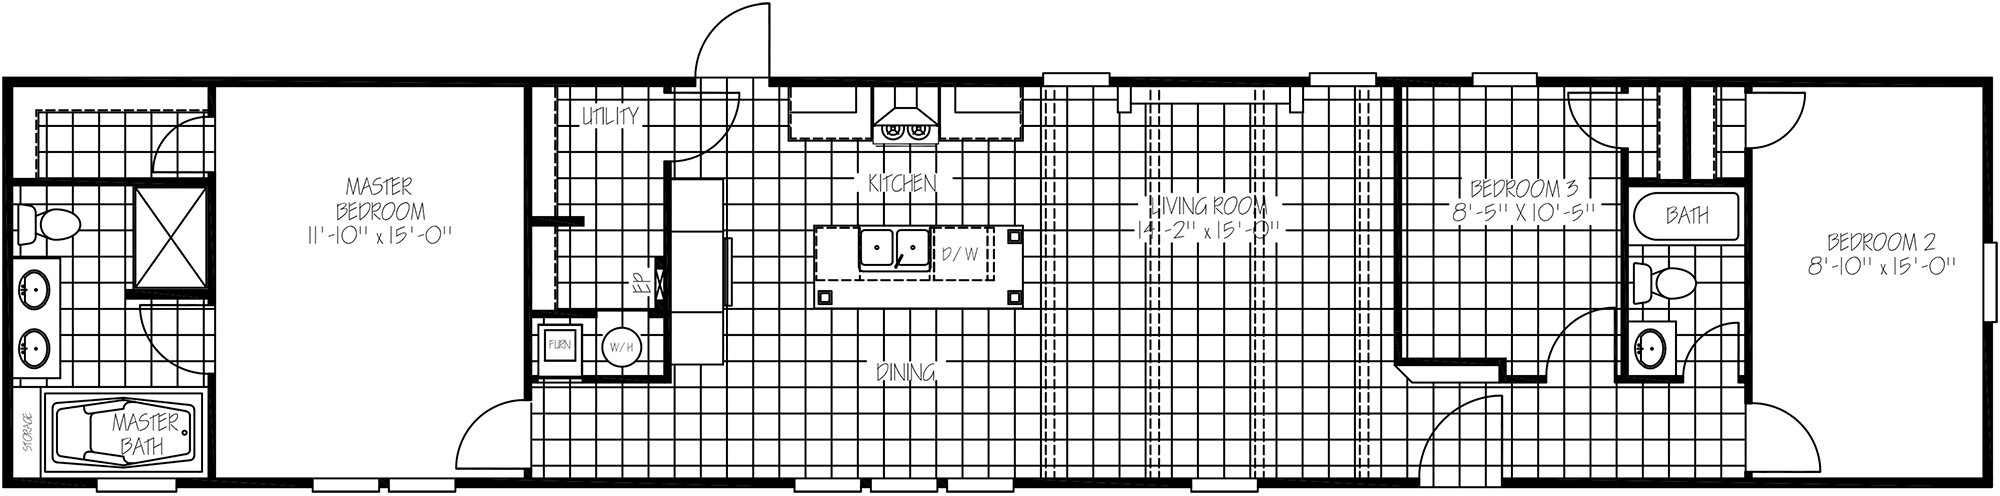 MASTER
BEDROOM
11'-10" x 15'-0"
STORAGE
MASTER
BATH
UTILITY
EP
FURN
W/H
KITCHEN
D/W
DINING
LIVING ROOM
14'-2" x 15'-0"
BEDROOM 3
8'-5" X 10'-5"
BATH
BEDROOM 2
8'-10" x 15'-0"